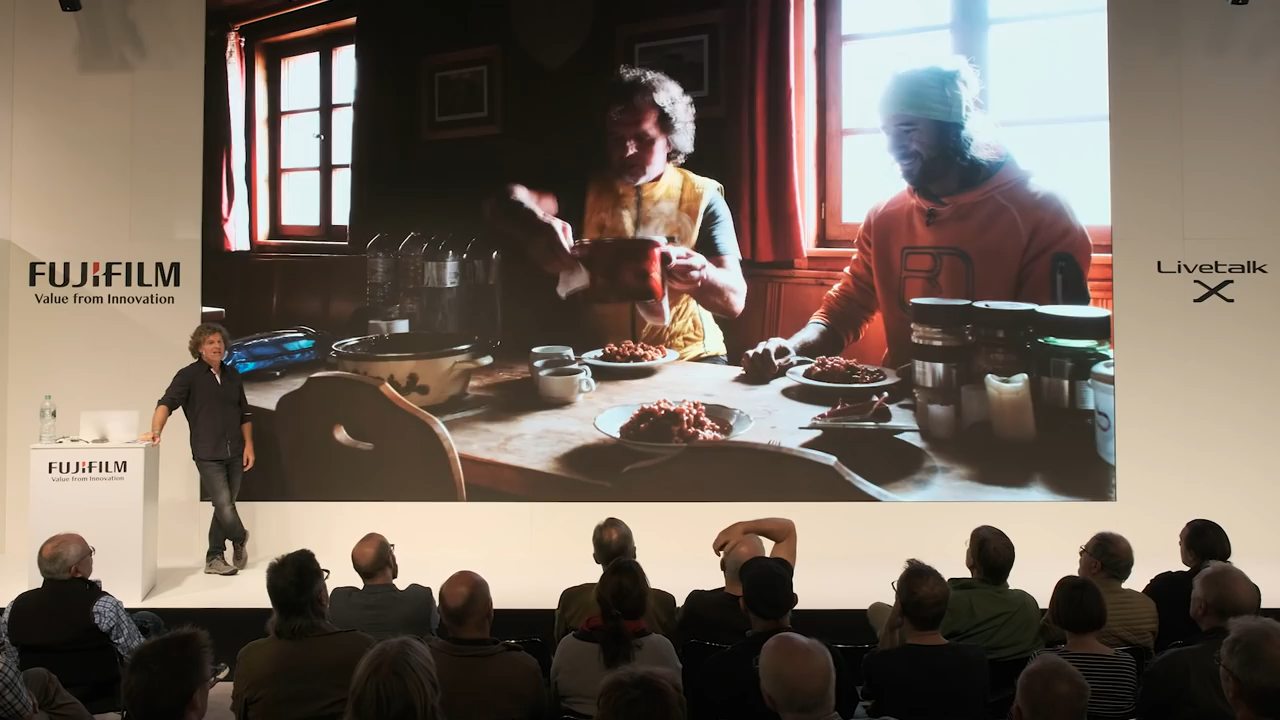 FUJIFILM
Value from Innovation
Livetalk
X
FUJIFILM
Value from Innovation